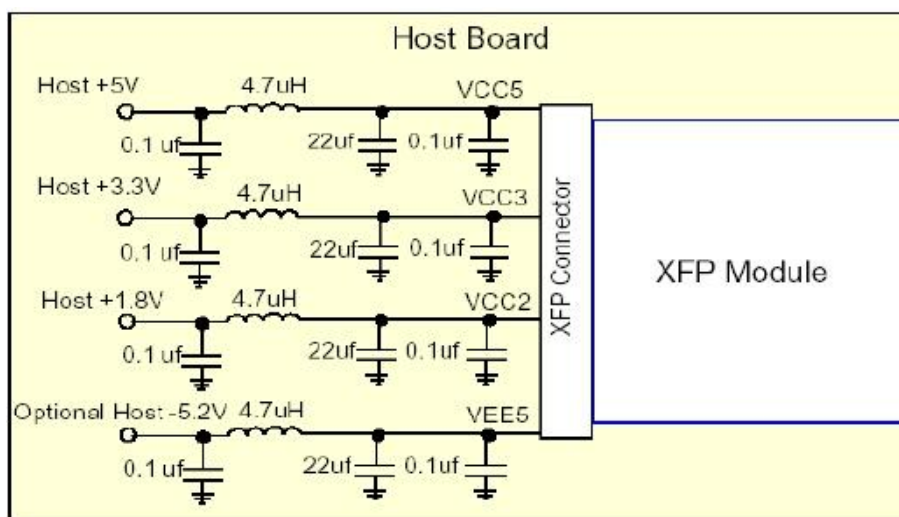 Host Board
Host +5V
4.7uH
VCC5
0.1 uf
22uf
0.1uf
Host +3.3V
4.7uH
VCC3
0.1 uf
22uf
0.1uf
Host +1.8V
4.7uH
VCC2
0.1 uf
22uf
0.1uf
Optional Host -5.2V
4.7uH
VEE5
0.1 uf
22uf
0.1uf
XFP Connector
XFP Module